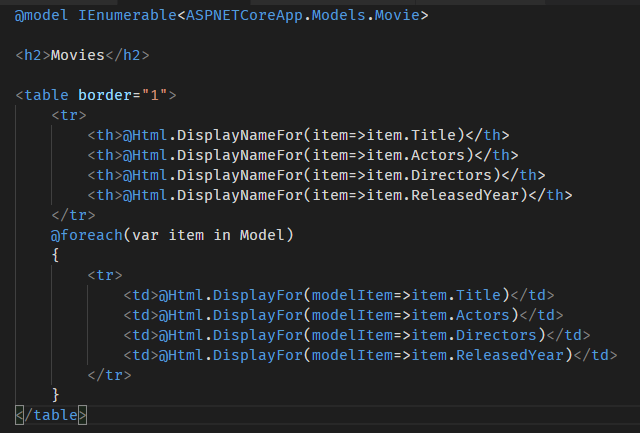 @model IEnumerable<ASPNETCoreApp.Models.Movie>
<h2>Movies</h2>
<table border="1">
<tr>
<th>@Html.DisplayNameFor(item=>item.Title)</th>
<th>@Html.DisplayNameFor(item=>item.Actors)</th>
<th>@Html.DisplayNameFor(item=>item.Directors)</th>
<th>@Html.DisplayNameFor(item=>item.ReleasedYear)</th>
</tr>
@foreach(var item in Model)
{
<tr>
<td>@Html.DisplayFor(modelItem=>item.Title)</td>
<td>@Html.DisplayFor(modelItem=>item.Actors)</td>
<td>@Html.DisplayFor(modelItem=>item.Directors)</td>
<td>@Html.DisplayFor(modelItem=>item.ReleasedYear)</td>
</tr>
}
</table>